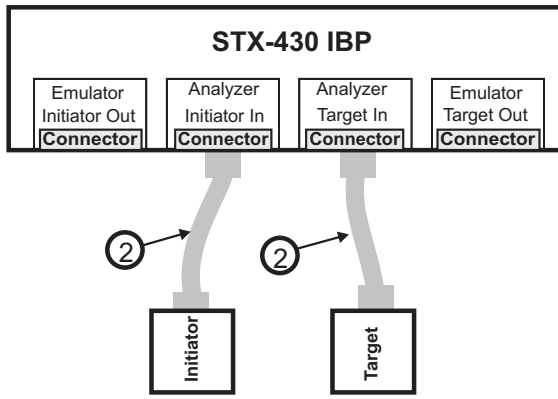 STX-430 IBP
Emulator
Initiator Out
Connector
Analyzer
Initiator In
Connector
Analyzer
Target In
Connector
Emulator
Target Out
Connector
2
2
Initiator
Target